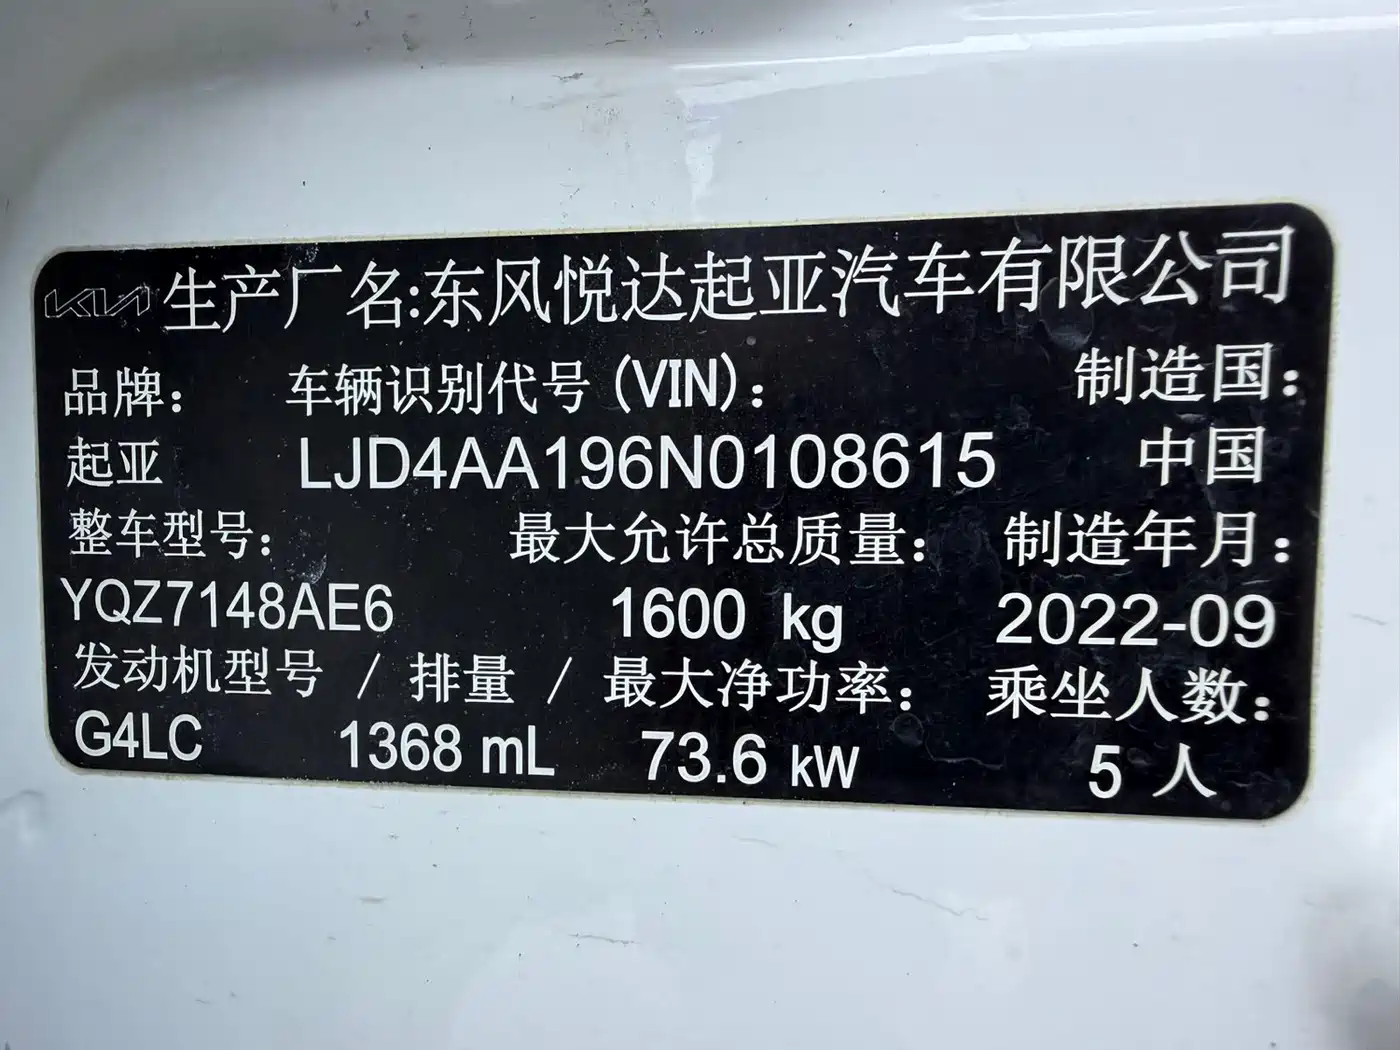 KIA 生产厂名:东风悦达起亚汽车有限公司
品牌: 车辆识别代号 (VIN): 制造国:
起亚 LJD4AA196N0108615 中国
整车型号: 最大允许总质量: 制造年月:
YQZ7148AE6 1600 kg 2022-09
发动机型号 / 排量 / 最大净功率: 乘坐人数:
G4LC 1368 mL 73.6 kW 5 人